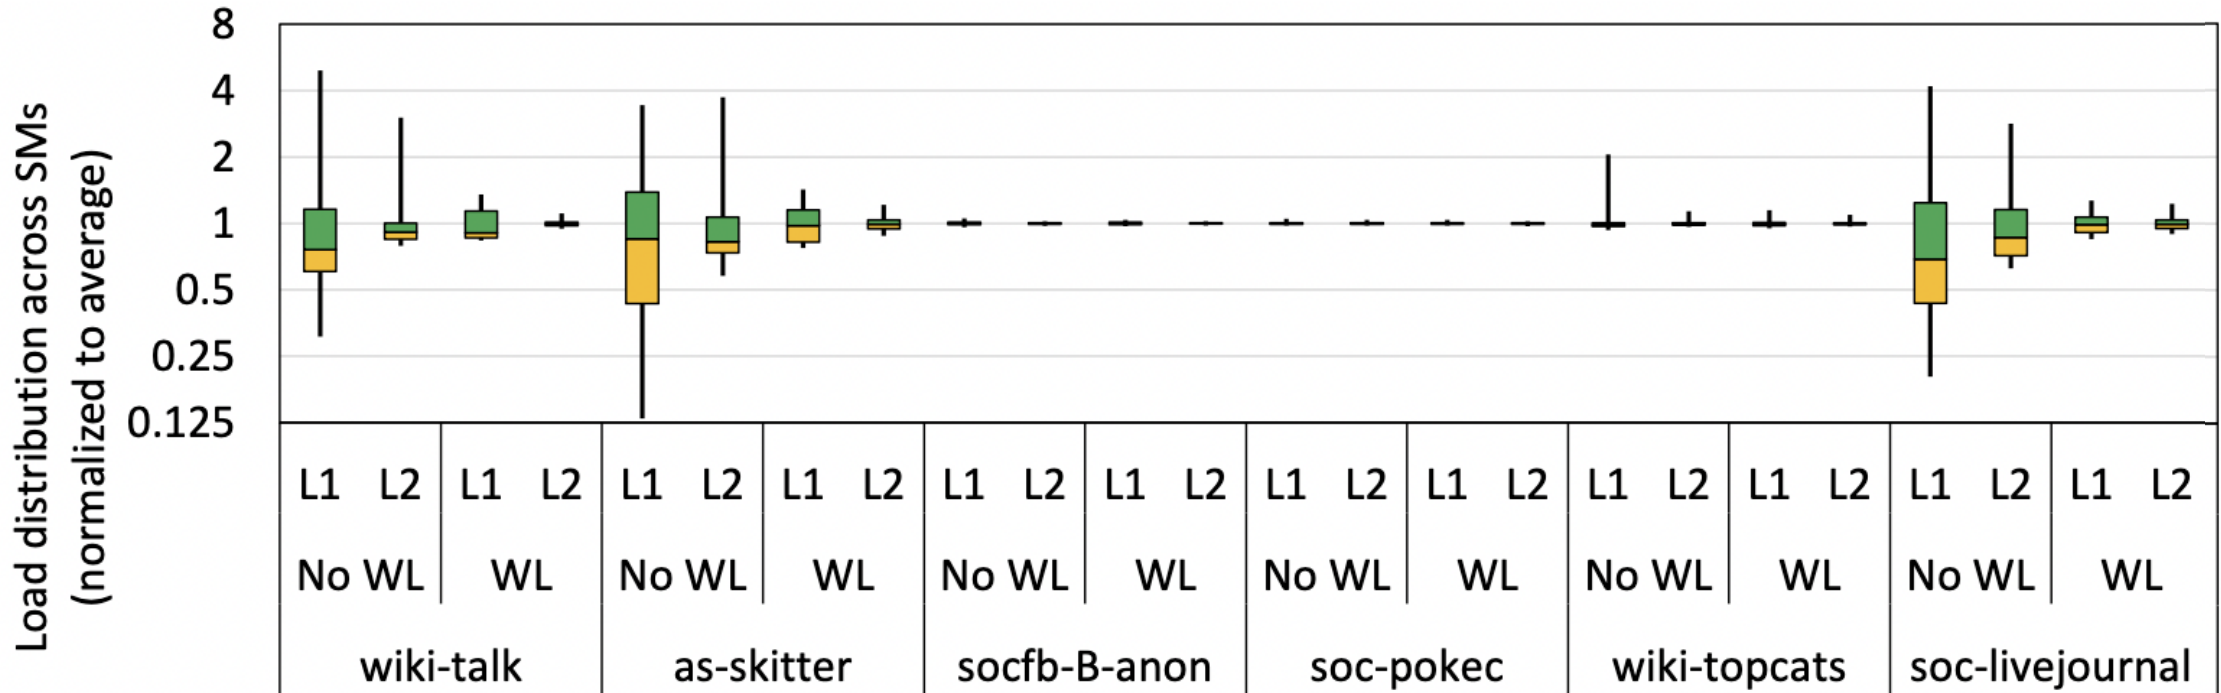 Load distribution across SMs
(normalized to average)
8
4
2
1
0.5
0.25
0.125
L1 L2 L1 L2 L1 L2 L1 L2 L1 L2 L1 L2 L1 L2 L1 L2 L1 L2 L1 L2 L1 L2 L1 L2
No WL WL No WL WL No WL WL No WL WL No WL WL No WL WL
wiki-talk as-skitter socfb-B-anon soc-pokec wiki-topcats soc-livejournal